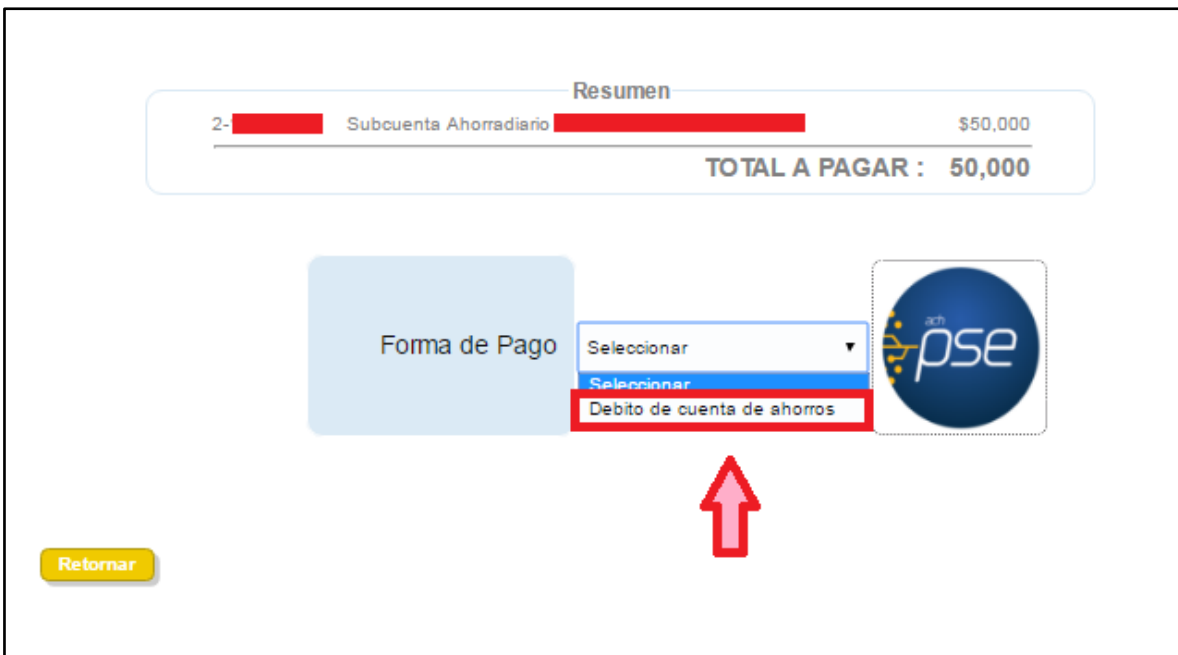 Resumen
2- Subcuenta Ahorradiario $50,000
TOTAL A PAGAR : 50,000
Forma de Pago Seleccionar
ach
pse
Seleccionar
Debito de cuenta de ahorros
Retornar